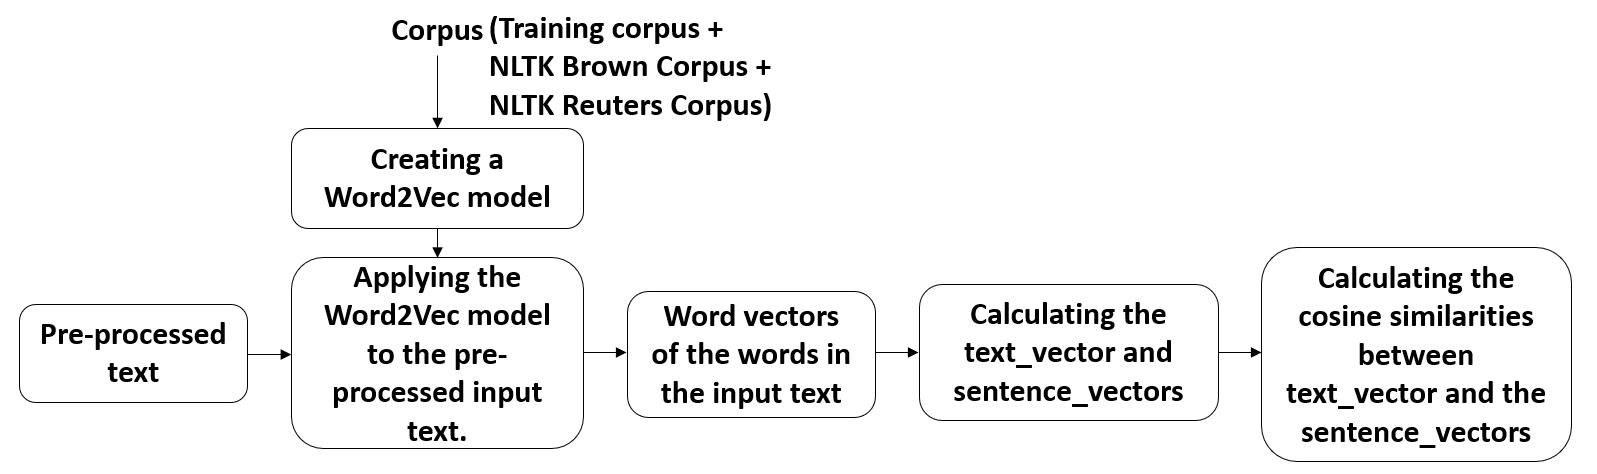 Corpus (Training corpus +
NLTK Brown Corpus +
NLTK Reuters Corpus)
Creating a
Word2Vec model
Pre-processed
text
Applying the
Word2Vec model
to the pre-
processed input
text.
Word vectors
of the words in
the input text
Calculating the
text_vector and
sentence_vectors
Calculating the
cosine similarities
between
text_vector and the
sentence_vectors